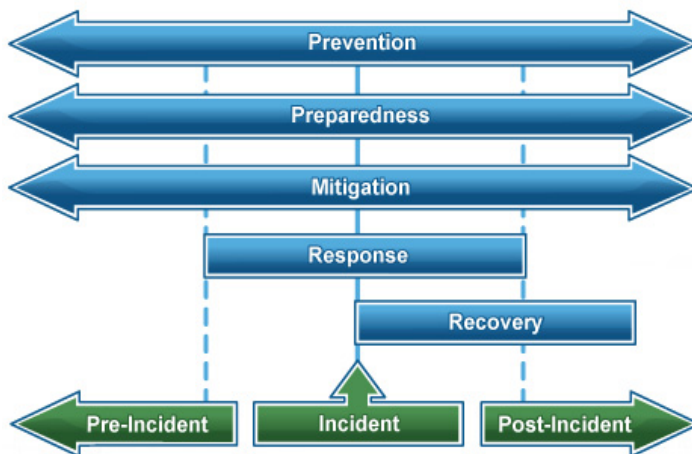 Prevention
Preparedness
Mitigation
Response
Recovery
Pre-Incident
Incident
Post-Incident